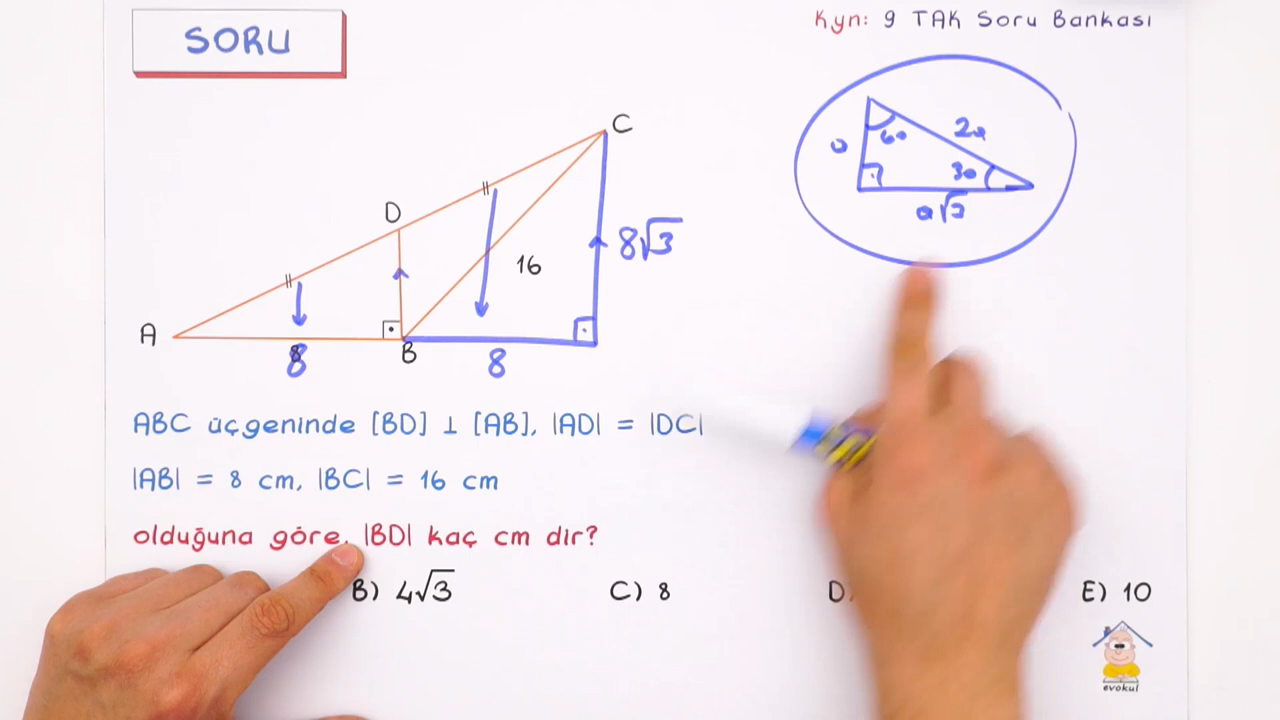 SORU
Kyn: 9 TAK Soru Bankası
C
60
2a
a
30
a√3
D
8√3
16
A
B
8
8
ABC üçgeninde [BD] ⊥ [AB], |AD| = |DC|
|AB| = 8 cm, |BC| = 16 cm
olduğuna göre, |BD| kaç cm dir?
B) 4√3
C) 8
D
E) 10
evokul